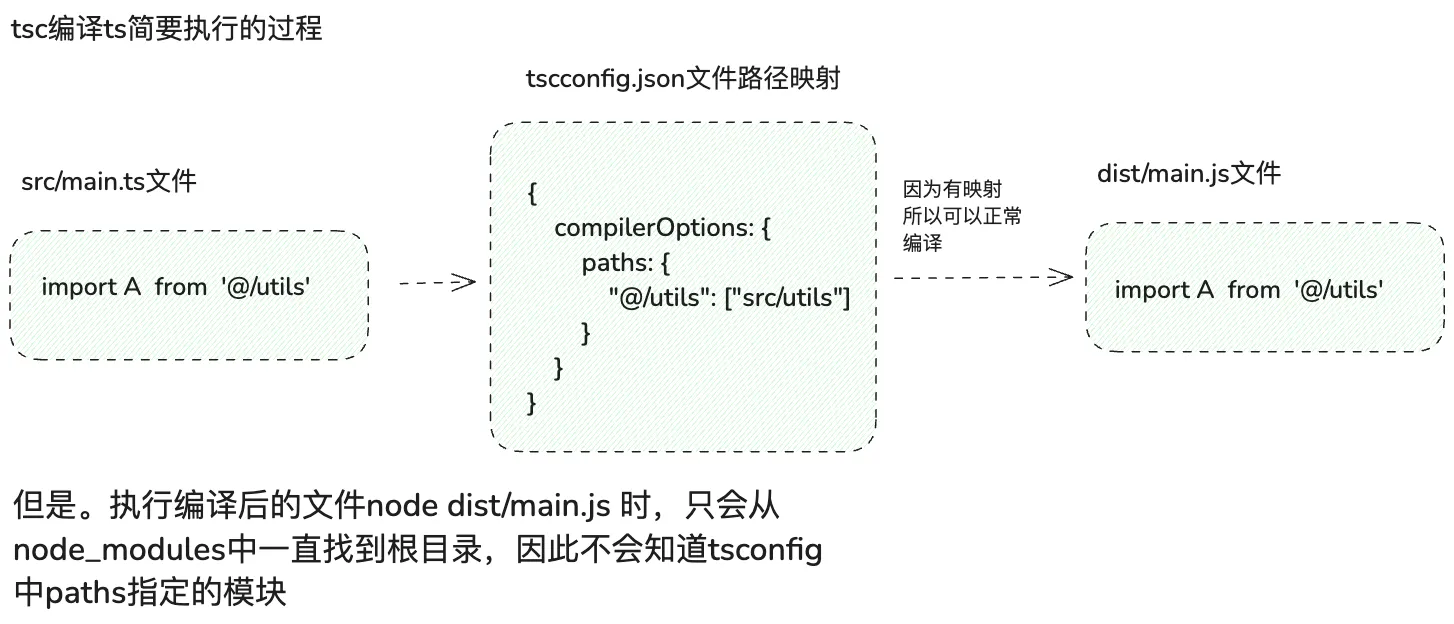 tsc编译ts简要执行的过程
tscconfig.json文件路径映射
src/main.ts文件
import A from '@/utils'
{
compilerOptions: {
paths: {
"@/utils": ["src/utils"]
}
}
}
因为有映射
所以可以正常
编译
dist/main.js文件
import A from '@/utils'
但是。执行编译后的文件node dist/main.js 时，只会从
node_modules中一直找到根目录，因此不会知道tsconfig
中paths指定的模块